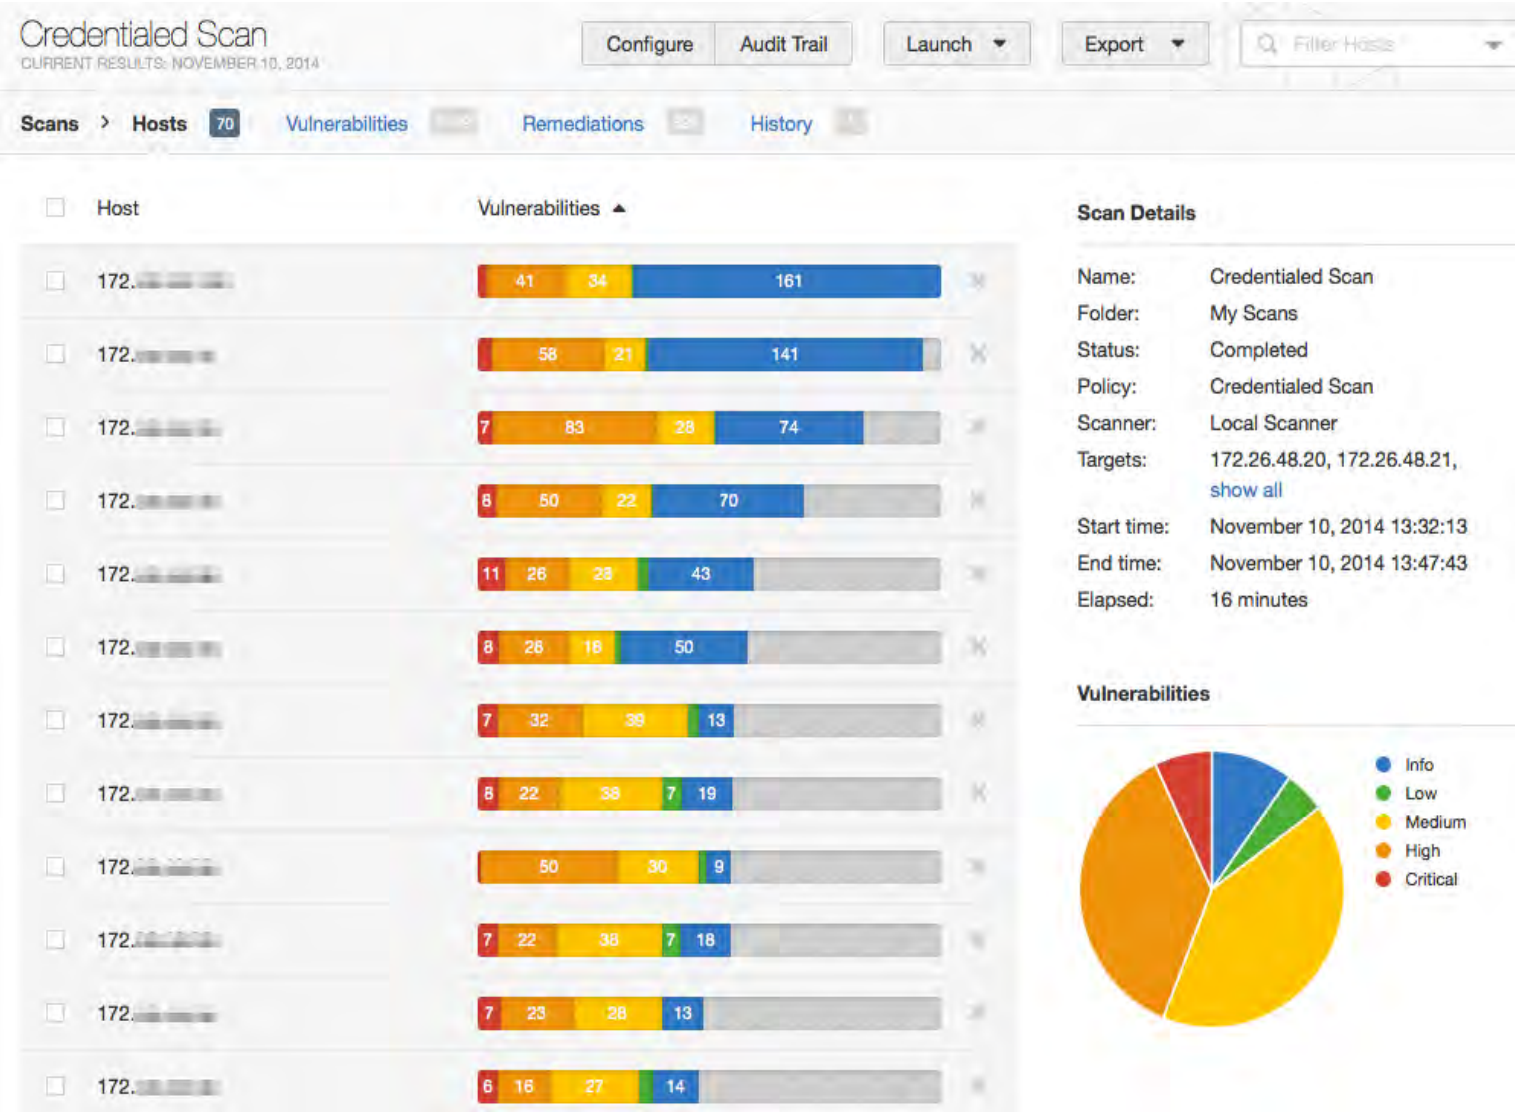 Credentialed Scan
CURRENT RESULTS: NOVEMBER 10, 2014
Configure Audit Trail Launch Export Filter Hosts
Scans > Hosts 70 Vulnerabilities Remediations History
Host Vulnerabilities
172. 41 34 161
172. 58 21 141
172. 7 83 28 74
172. 8 50 22 70
172. 11 26 28 43
172. 8 28 18 50
172. 7 32 39 13
172. 8 22 38 7 19
172. 50 30 9
172. 7 22 38 7 18
172. 7 23 28 13
172. 6 16 27 14
Scan Details
Name: Credentialed Scan
Folder: My Scans
Status: Completed
Policy: Credentialed Scan
Scanner: Local Scanner
Targets: 172.26.48.20, 172.26.48.21,
show all
Start time: November 10, 2014 13:32:13
End time: November 10, 2014 13:47:43
Elapsed: 16 minutes
Vulnerabilities
Info
Low
Medium
High
Critical